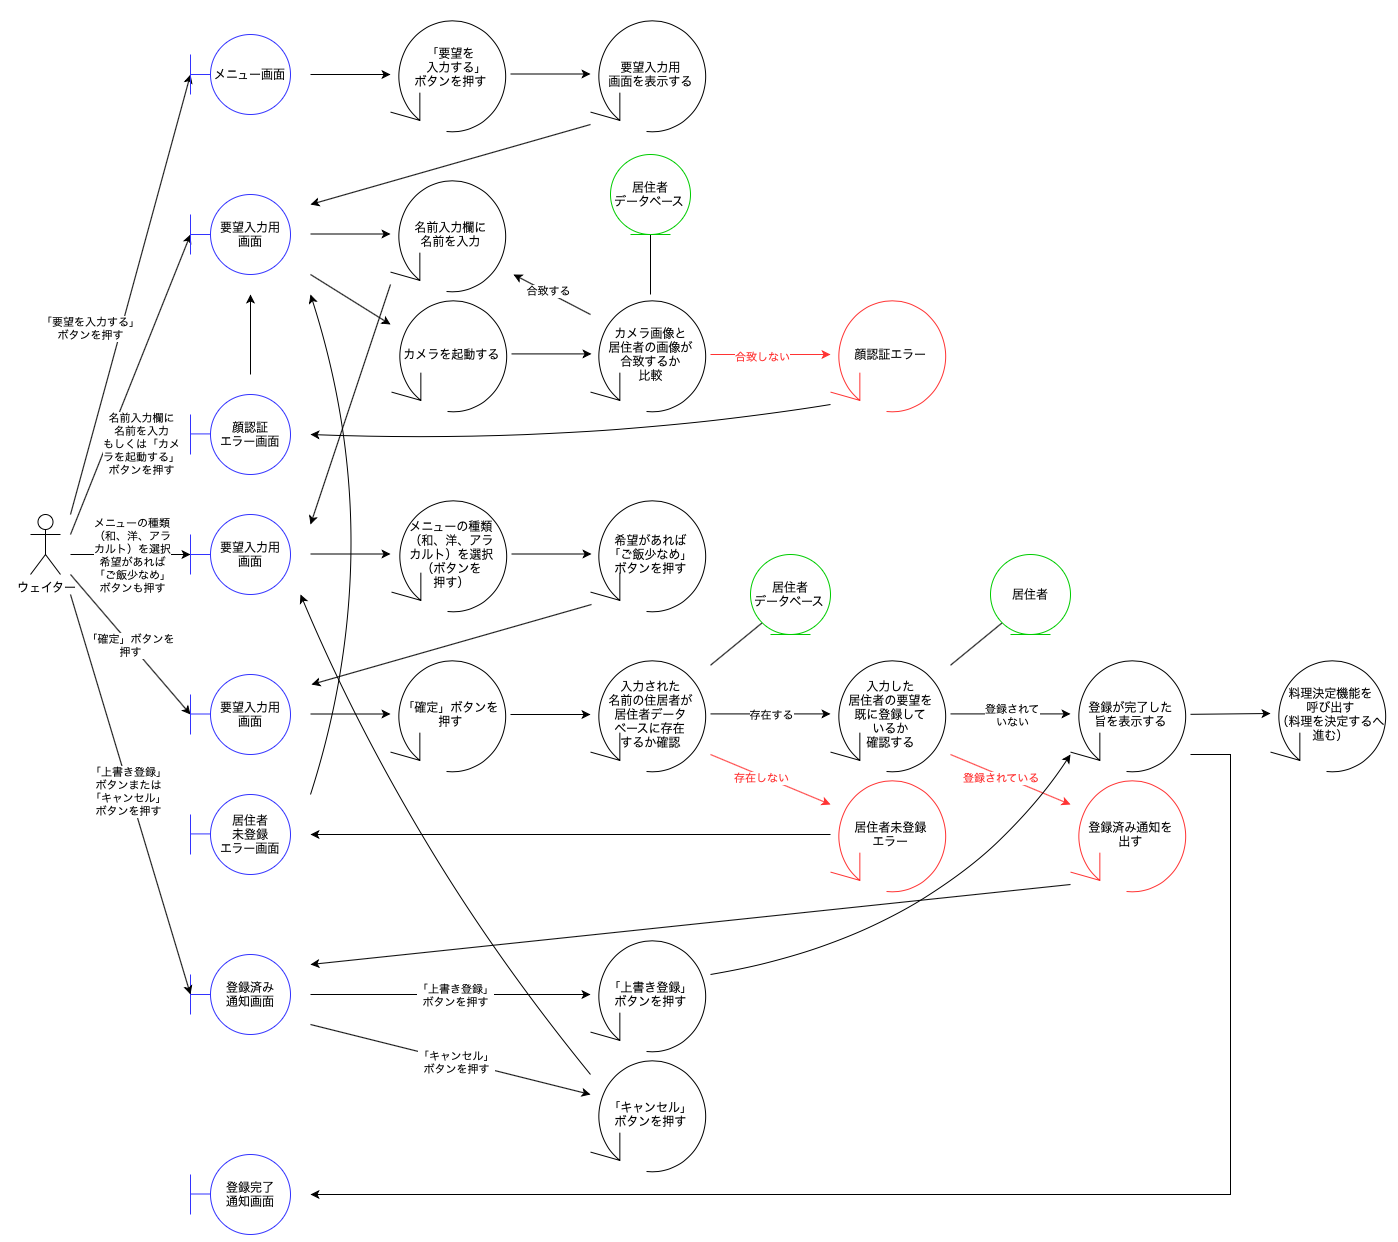 メニュー画面
「要望を
入力する」
ボタンを押す
要望入力用
画面を表示する
居住者
データベース
要望入力用
画面
名前入力欄に
名前を入力
合致する
「要望を入力する」
ボタンを押す
カメラを起動する
カメラ画像と
居住者の画像が
合致するか
比較
合致しない
顔認証エラー
名前入力欄に
名前を入力
もしくは「カメ
ラを起動する」
ボタンを押す
顔認証
エラー画面
ウェイター
メニューの種類
（和、洋、アラ
カルト）を選択
希望があれば
「ご飯少なめ」
ボタンも押す
要望入力用
画面
メニューの種類
（和、洋、アラ
カルト）を選択
（ボタンを
押す）
希望があれば
「ご飯少なめ」
ボタンを押す
居住者
データベース
居住者
「確定」ボタンを
押す
要望入力用
画面
「確定」ボタンを
押す
入力された
名前の住居者が
居住者データ
ベースに存在
するか確認
存在する
入力した
居住者の要望を
既に登録して
いるか
確認する
登録されて
いない
登録が完了した
旨を表示する
料理決定機能を
呼び出す
（料理を決定するへ
進む）
存在しない
登録されている
「上書き登録」
ボタンまたは
「キャンセル」
ボタンを押す
居住者
未登録
エラー画面
居住者未登録
エラー
登録済み通知を
出す
登録済み
通知画面
「上書き登録」
ボタンを押す
「上書き登録」
ボタンを押す
「キャンセル」
ボタンを押す
「キャンセル」
ボタンを押す
登録完了
通知画面